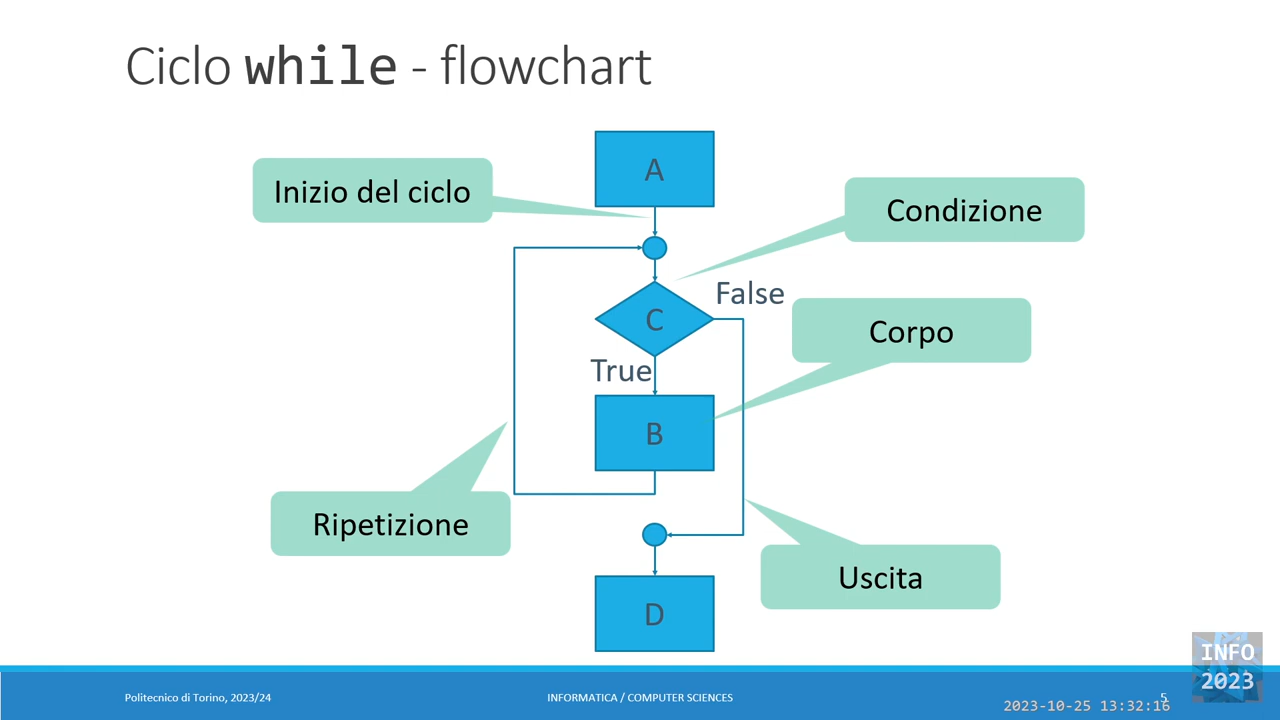 Ciclo while - flowchart
A
Inizio del ciclo
Condizione
False
C
Corpo
True
B
Ripetizione
Uscita
D
INFO
2023
Politecnico di Torino, 2023/24
INFORMATICA / COMPUTER SCIENCES
5
2023-10-25 13:32:16